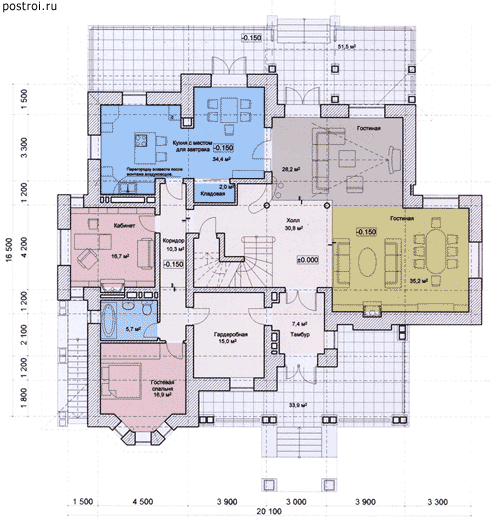 postroi.ru
-0.150
51,5 м²
Гостиная
Кухня с местом
для завтрака
-0.150
34,4 м²
Перегородку возвести после
монтажа воздуховодов.
28,2 м²
2,0 м²
Кладовая
Кабинет
16,7 м²
Коридор
10,3 м²
-0.150
Холл
30,8 м²
±0.000
Гостиная
-0.150
35,2 м²
5,7 м²
Гардеробная
15,0 м²
7,4 м²
Тамбур
Гостевая
спальня
16,9 м²
33,9 м²
1 500
3 300
1 200
4 200
1 200
2 100
1 200
1 800
16 500
1 500
4 500
3 900
3 000
3 900
3 300
20 100